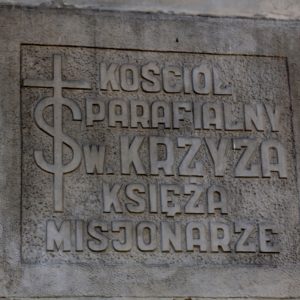 KOŚCIÓŁ
PARAFIALNY
ŚW. KRZYŻA
KSIĘŻA
MISJONARZE